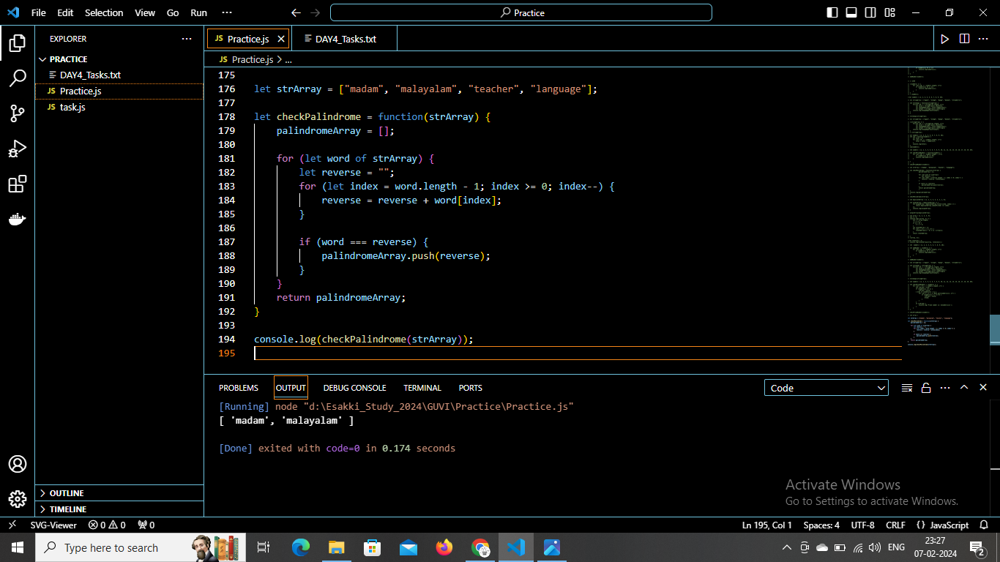 File Edit Selection View Go Run ··· Practice
EXPLORER ···
PRACTICE
DAY4_Tasks.txt
JS Practice.js
JS task.js
OUTLINE
TIMELINE
JS Practice.js DAY4_Tasks.txt
JS Practice.js > ...
175
176 let strArray = ["madam", "malayalam", "teacher", "language"];
177
178 let checkPalindrome = function(strArray) {
179 palindromeArray = [];
180
181 for (let word of strArray) {
182 let reverse = "";
183 for (let index = word.length - 1; index >= 0; index--) {
184 reverse = reverse + word[index];
185 }
186
187 if (word === reverse) {
188 palindromeArray.push(reverse);
189 }
190 }
191 return palindromeArray;
192 }
193
194 console.log(checkPalindrome(strArray));
195
PROBLEMS OUTPUT DEBUG CONSOLE TERMINAL PORTS Code
[Running] node "d:\Esakki_Study_2024\GUVI\Practice\Practice.js"
[ 'madam', 'malayalam' ]
[Done] exited with code=0 in 0.174 seconds
Activate Windows
Go to Settings to activate Windows.
SVG-Viewer 0 0 0 Ln 195, Col 1 Spaces: 4 UTF-8 CRLF {} JavaScript
Type here to search
ENG
23:27
07-02-2024
2